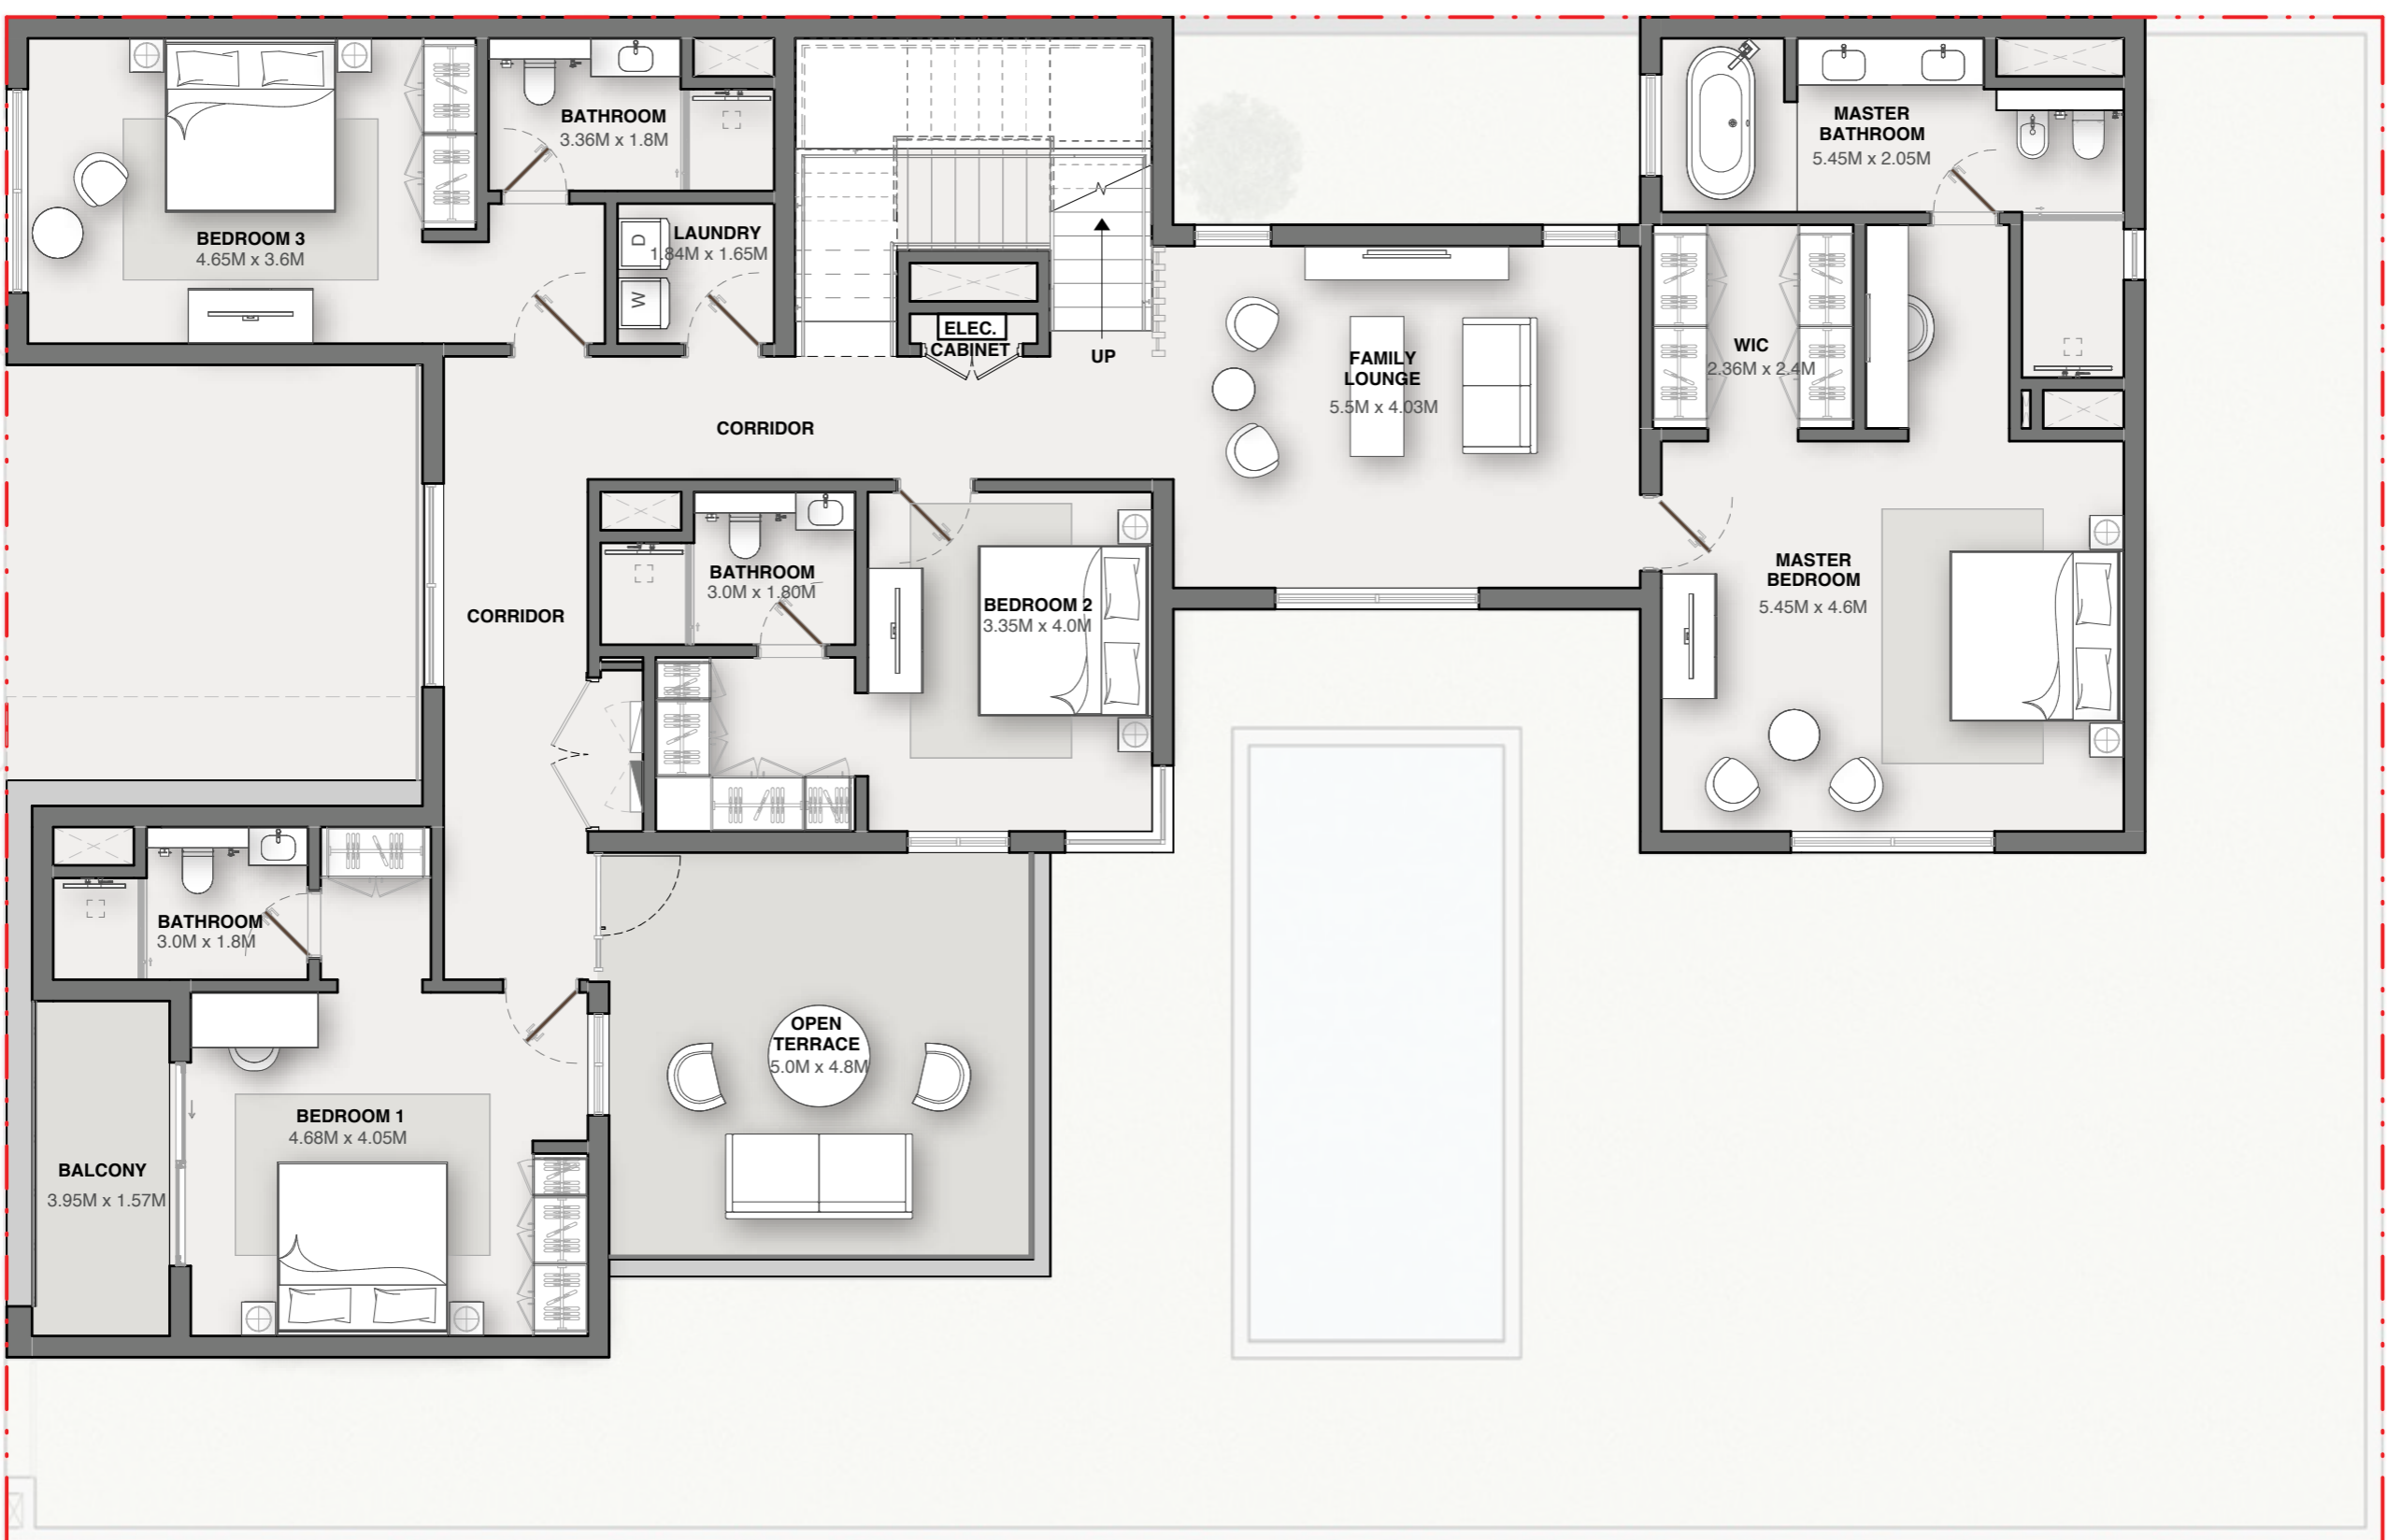 BEDROOM 3
4.65M x 3.6M
BATHROOM
3.36M x 1.8M
LAUNDRY
1.84M x 1.65M
D
W
ELEC.
CABINET
UP
FAMILY
LOUNGE
5.5M x 4.03M
MASTER
BATHROOM
5.45M x 2.05M
WIC
2.36M x 2.4M
CORRIDOR
CORRIDOR
BATHROOM
3.0M x 1.80M
BEDROOM 2
3.35M x 4.0M
MASTER
BEDROOM
5.45M x 4.6M
BATHROOM
3.0M x 1.8M
OPEN
TERRACE
5.0M x 4.8M
BEDROOM 1
4.68M x 4.05M
BALCONY
3.95M x 1.57M